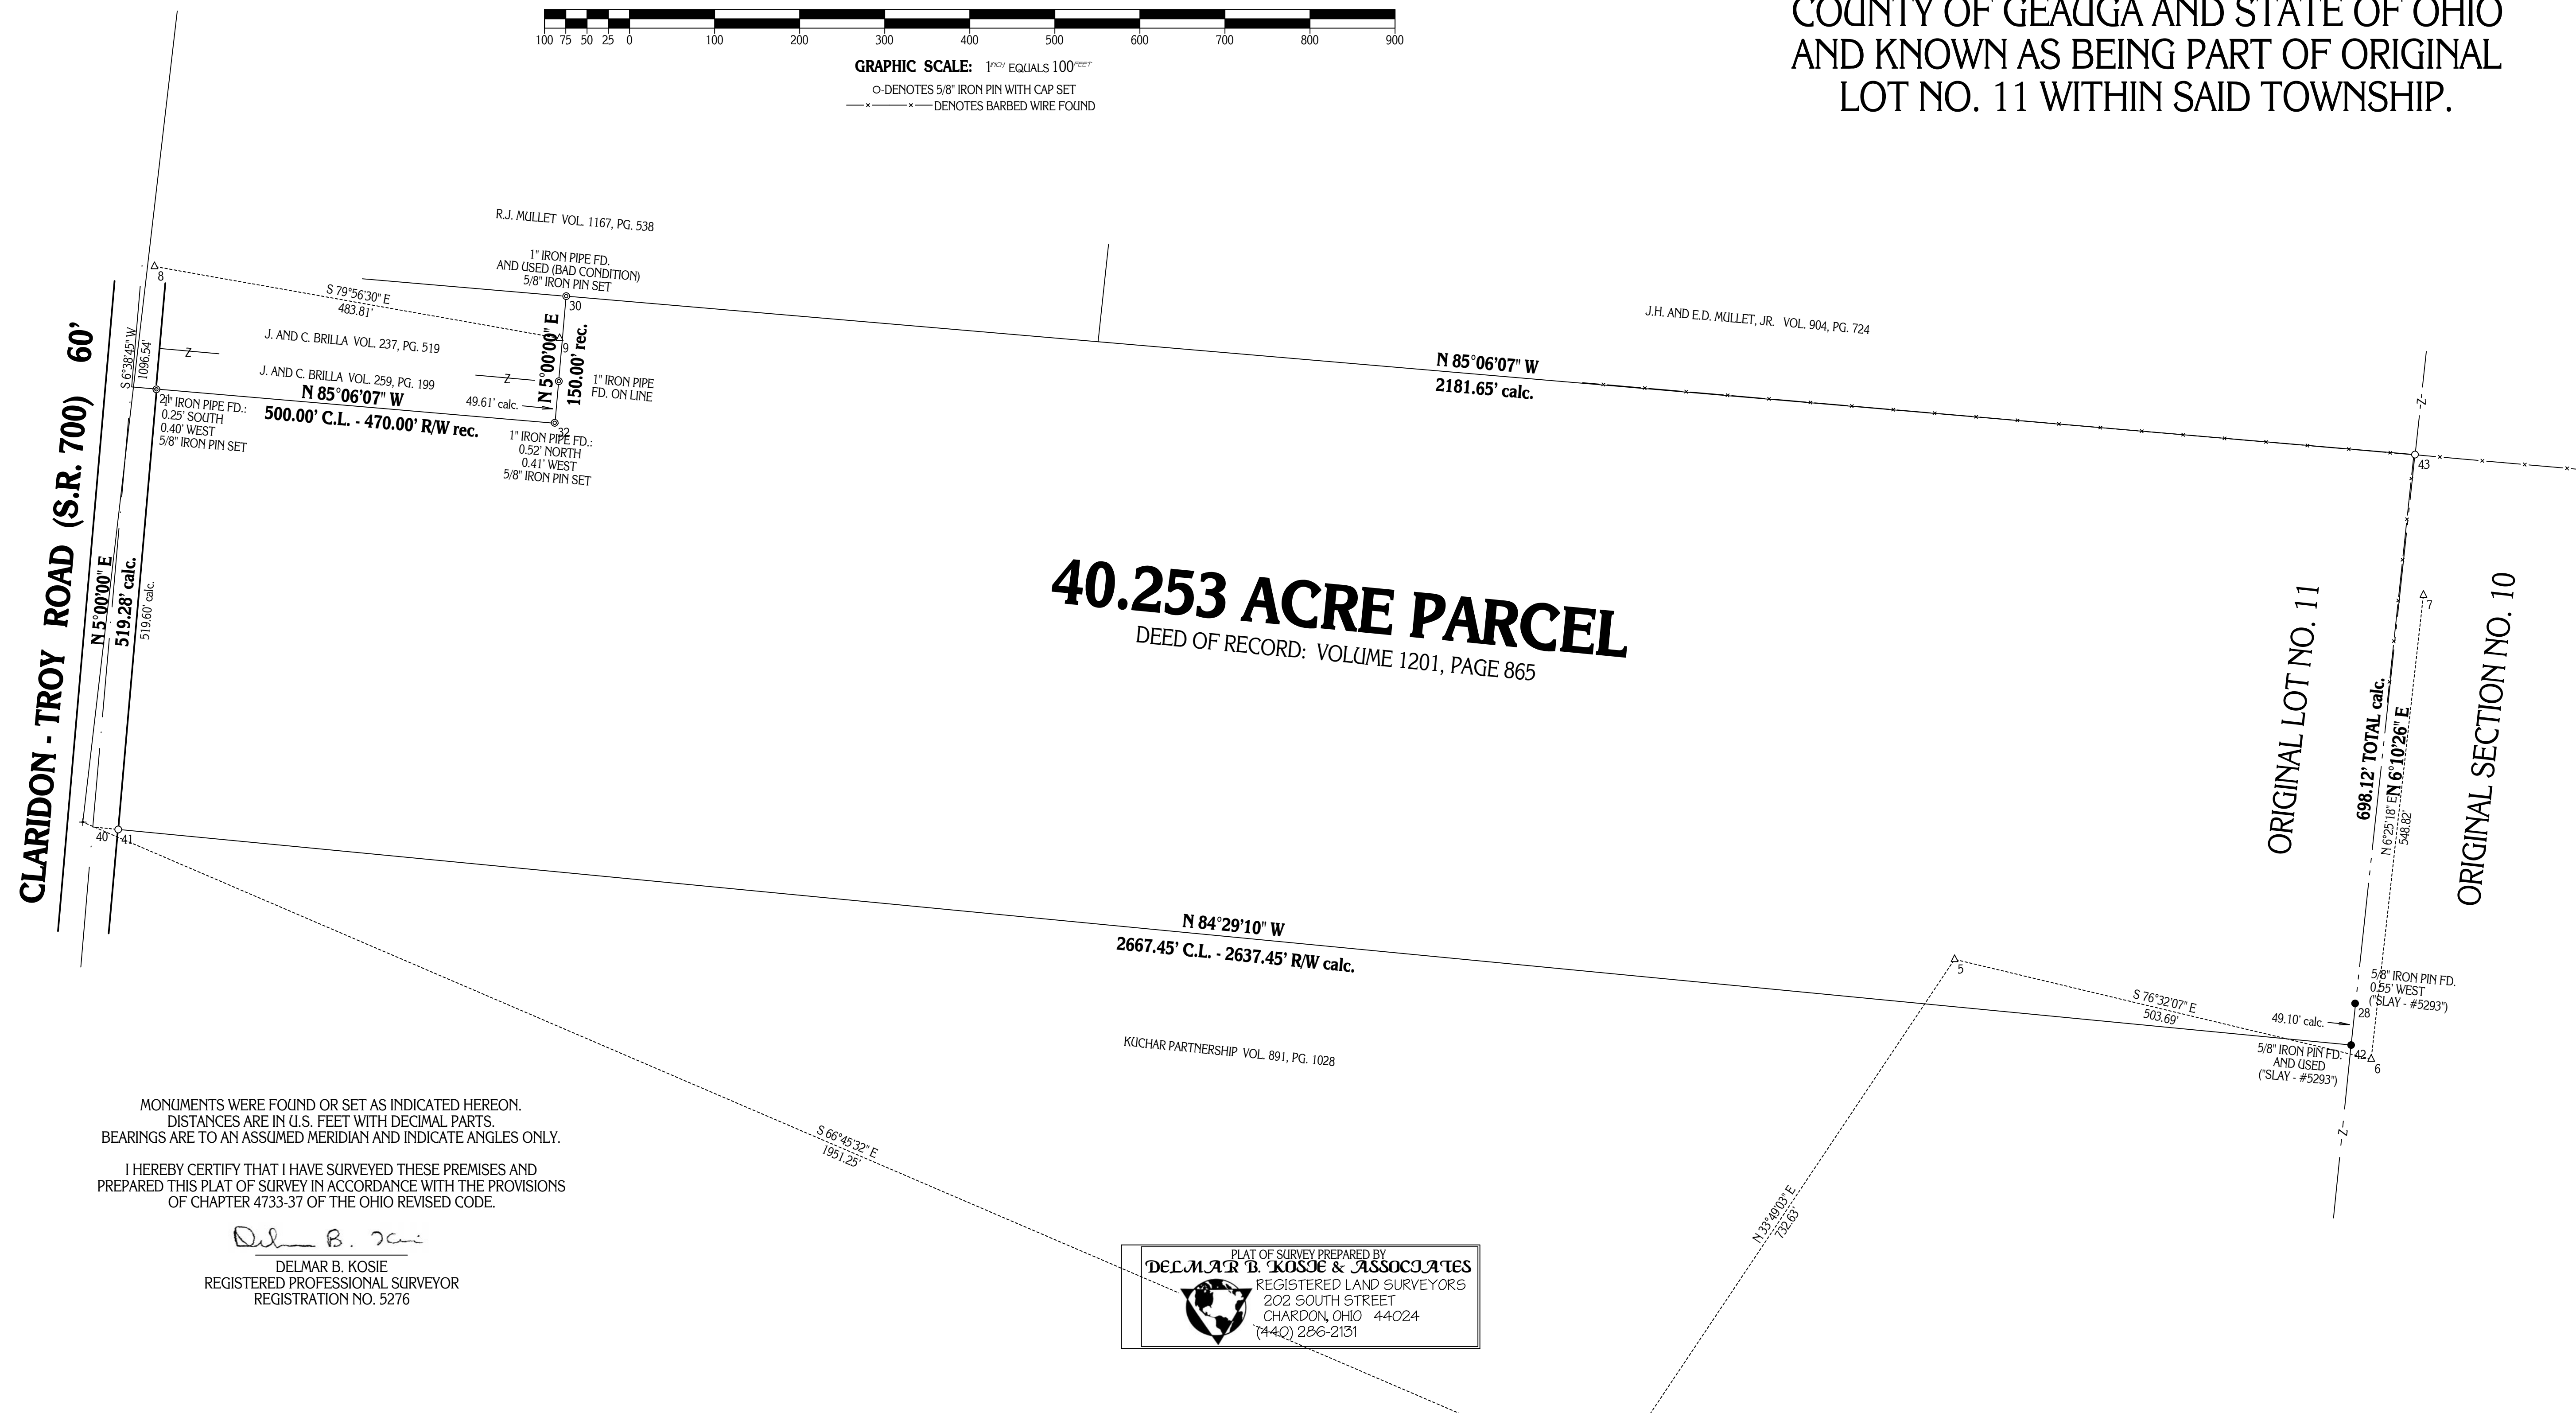 COUNTY OF GEAUGA AND STATE OF OHIO
AND KNOWN AS BEING PART OF ORIGINAL
LOT NO. 11 WITHIN SAID TOWNSHIP.
100 75 50 25 0 100 200 300 400 500 600 700 800 900
GRAPHIC SCALE: 1 INCH EQUALS 100 FEET
O-DENOTES 5/8" IRON PIN WITH CAP SET
—x———x—DENOTES BARBED WIRE FOUND
R.J. MULLET VOL. 1167, PG. 538
1" IRON PIPE FD.
AND USED (BAD CONDITION)
5/8" IRON PIN SET
30
8
S 79°56'30" E
483.81'
9
J. AND C. BRILLA VOL. 237, PG. 519
Z
J. AND C. BRILLA VOL. 259, PG. 199
Z
N 85°06'07" W
500.00' C.L. - 470.00' R/W rec.
49.61' calc.
N 5°00'00" E
150.00' rec.
1" IRON PIPE
FD. ON LINE
32
1" IRON PIPE FD.:
0.52' NORTH
0.41' WEST
5/8" IRON PIN SET
S 6°38'45" W
1096.54'
21
1" IRON PIPE FD.:
0.25' SOUTH
0.40' WEST
5/8" IRON PIN SET
J.H. AND E.D. MULLET, JR. VOL. 904, PG. 724
N 85°06'07" W
2181.65' calc.
Z
43
CLARIDON - TROY ROAD (S.R. 700) 60'
N 5°00'00" E
519.28' calc.
519.60' calc.
40
41
40.253 ACRE PARCEL
DEED OF RECORD: VOLUME 1201, PAGE 865
ORIGINAL LOT NO. 11
698.12' TOTAL calc.
N 6°10'26" E
N 6°25'18" E
548.82'
7
ORIGINAL SECTION NO. 10
N 84°29'10" W
2667.45' C.L. - 2637.45' R/W calc.
5
S 76°32'07" E
503.69'
5/8" IRON PIN FD.
0.55' WEST
("SLAY - #5293")
28
49.10' calc.
5/8" IRON PIN FD.
AND USED
("SLAY - #5293")
42
6
Z
KUCHAR PARTNERSHIP VOL. 891, PG. 1028
S 66°45'32" E
1951.25'
N 33°49'03" E
732.63'
MONUMENTS WERE FOUND OR SET AS INDICATED HEREON.
DISTANCES ARE IN U.S. FEET WITH DECIMAL PARTS.
BEARINGS ARE TO AN ASSUMED MERIDIAN AND INDICATE ANGLES ONLY.
I HEREBY CERTIFY THAT I HAVE SURVEYED THESE PREMISES AND
PREPARED THIS PLAT OF SURVEY IN ACCORDANCE WITH THE PROVISIONS
OF CHAPTER 4733-37 OF THE OHIO REVISED CODE.
DELMAR B. KOSIE
REGISTERED PROFESSIONAL SURVEYOR
REGISTRATION NO. 5276
PLAT OF SURVEY PREPARED BY
DELMAR B. KOSIE & ASSOCIATES
REGISTERED LAND SURVEYORS
202 SOUTH STREET
CHARDON, OHIO 44024
(440) 286-2131